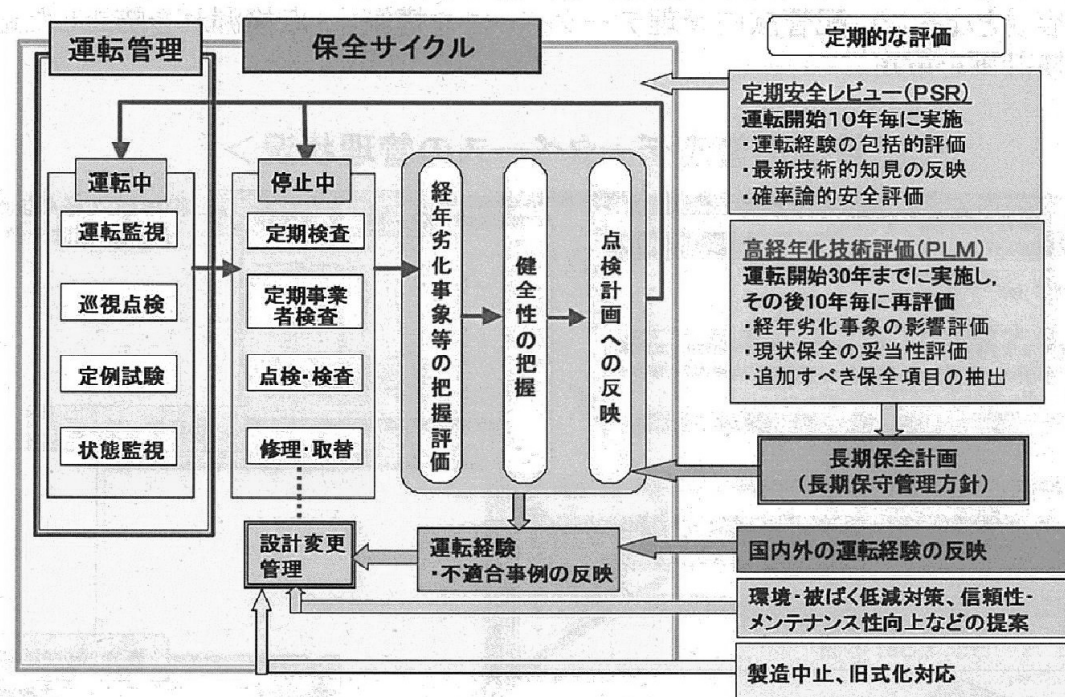 運転管理
保全サイクル
定期的な評価
運転中
運転監視
巡視点検
定例試験
状態監視
停止中
定期検査
定期事業
者検査
点検・検査
修理・取替
経年劣化事象等の把握評価
健全性の把握
点検計画への反映
定期安全レビュー(PSR)
運転開始10年毎に実施
・運転経験の包括的評価
・最新技術的知見の反映
・確率論的安全評価
高経年化技術評価(PLM)
運転開始30年までに実施し,
その後10年毎に再評価
・経年劣化事象の影響評価
・現状保全の妥当性評価
・追加すべき保全項目の抽出
長期保全計画
(長期保守管理方針)
設計変更
管理
運転経験
・不適合事例の反映
国内外の運転経験の反映
環境・被ばく低減対策、信頼性・
メンテナンス性向上などの提案
製造中止、旧式化対応